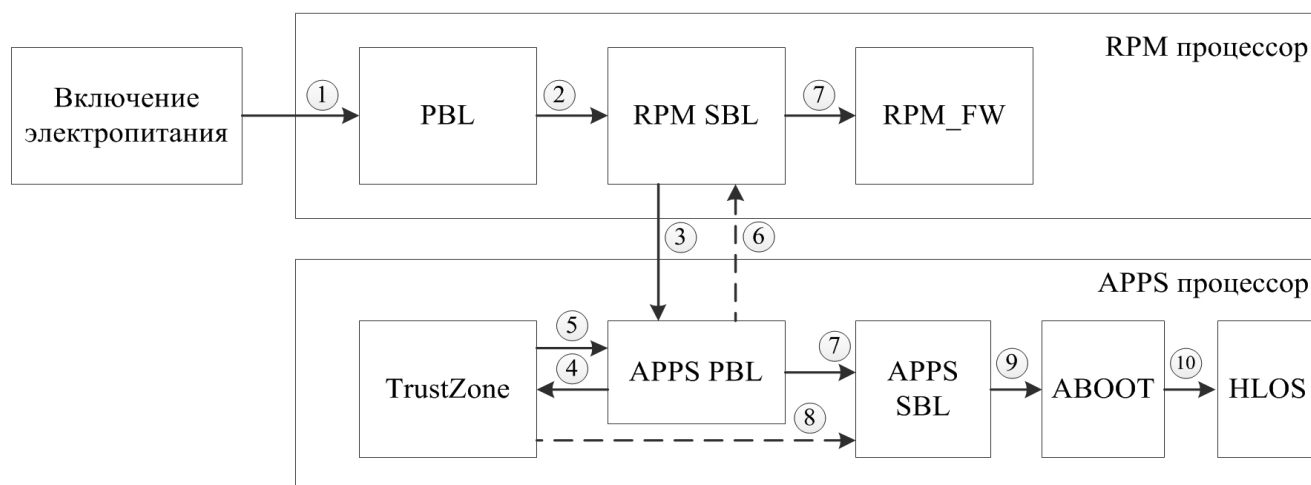 RPM процессор
Включение
электропитания
1
PBL
2
RPM SBL
7
RPM_FW
3
6
APPS процессор
TrustZone
5
4
APPS PBL
7
8
APPS
SBL
9
ABOOT
10
HLOS